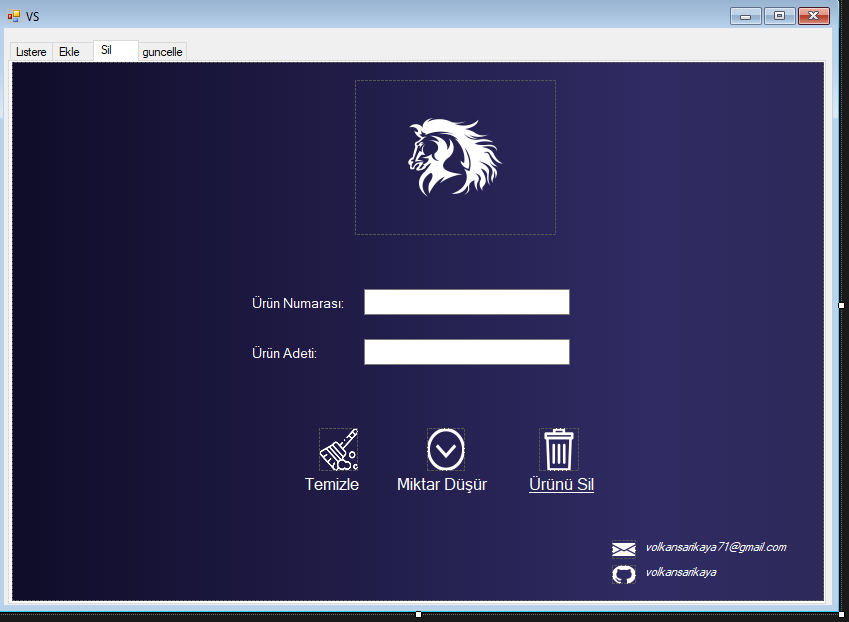 VS
Listere
Ekle
Sil
guncelle
Ürün Numarası:
Ürün Adeti:
Temizle
Miktar Düşür
Ürünü Sil
volkansarikaya71@gmail.com
volkansarikaya